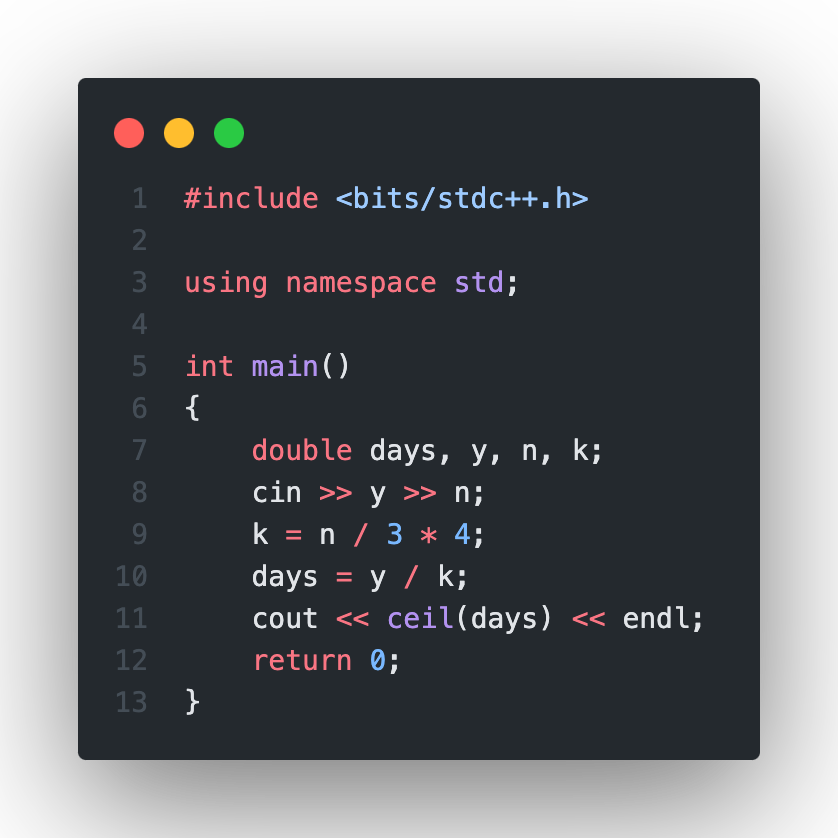 1 #include <bits/stdc++.h>
2
3 using namespace std;
4
5 int main()
6 {
7     double days, y, n, k;
8     cin >> y >> n;
9     k = n / 3 * 4;
10     days = y / k;
11     cout << ceil(days) << endl;
12     return 0;
13 }